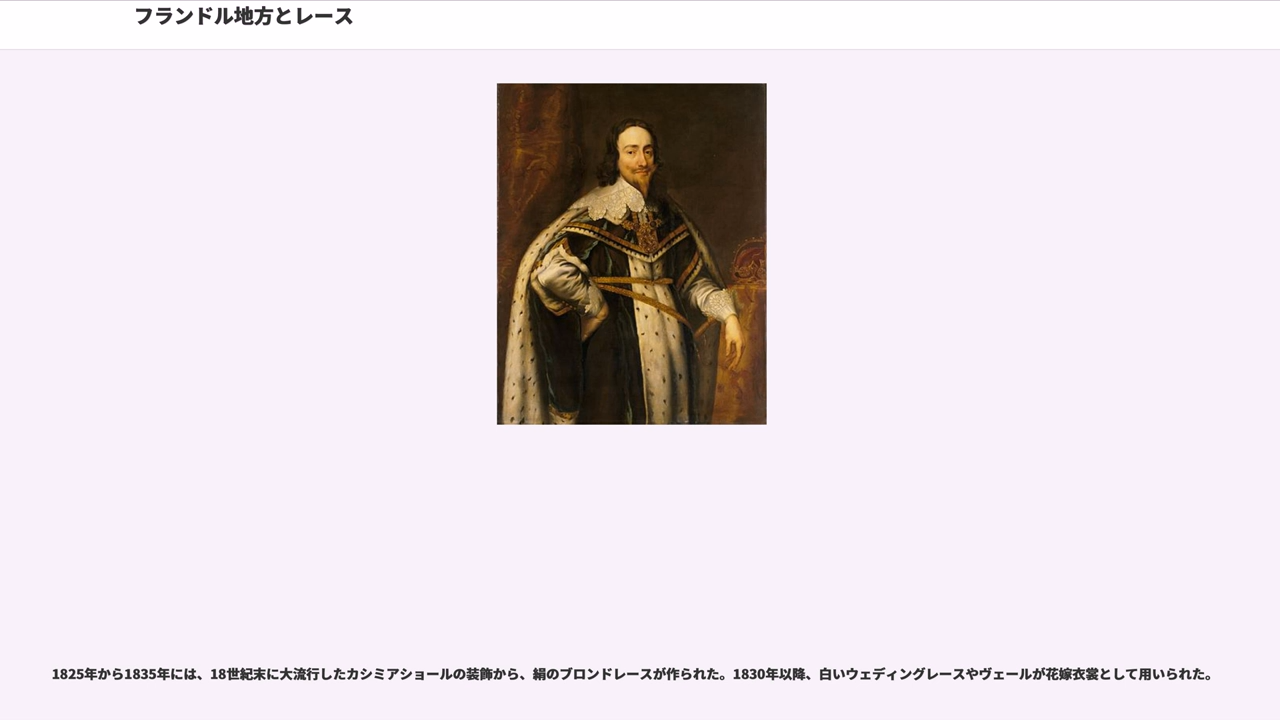 フランドル地方とレース
1825年から1835年には、18世紀末に大流行したカシミアショールの装飾から、絹のブロンドレースが作られた。1830年以降、白いウェディングレースやヴェールが花嫁衣裳として用いられた。